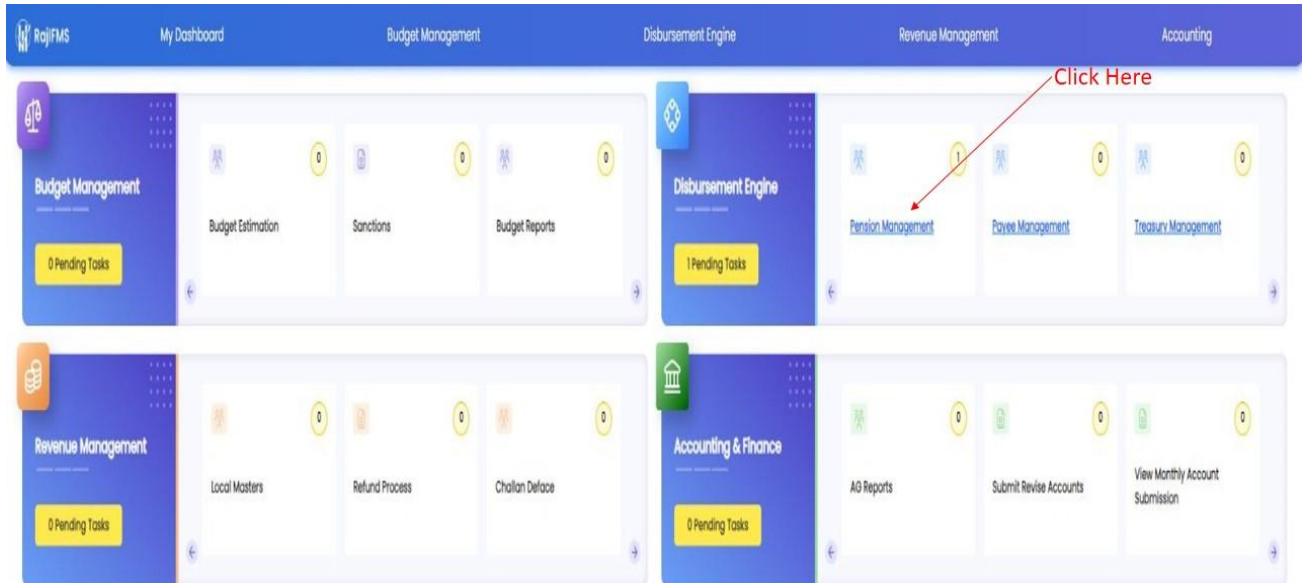 RajIFMS My Dashboard Budget Management Disbursement Engine Revenue Management Accounting
Click Here
Budget Management
0 Pending Tasks
0
Budget Estimation
0
Sanctions
0
Budget Reports
Disbursement Engine
1 Pending Tasks
1
Pension Management
0
Payee Management
0
Treasury Management
Revenue Management
0 Pending Tasks
0
Local Masters
0
Refund Process
0
Challan Deface
Accounting & Finance
0 Pending Tasks
0
AG Reports
0
Submit Revise Accounts
0
View Monthly Account
Submission